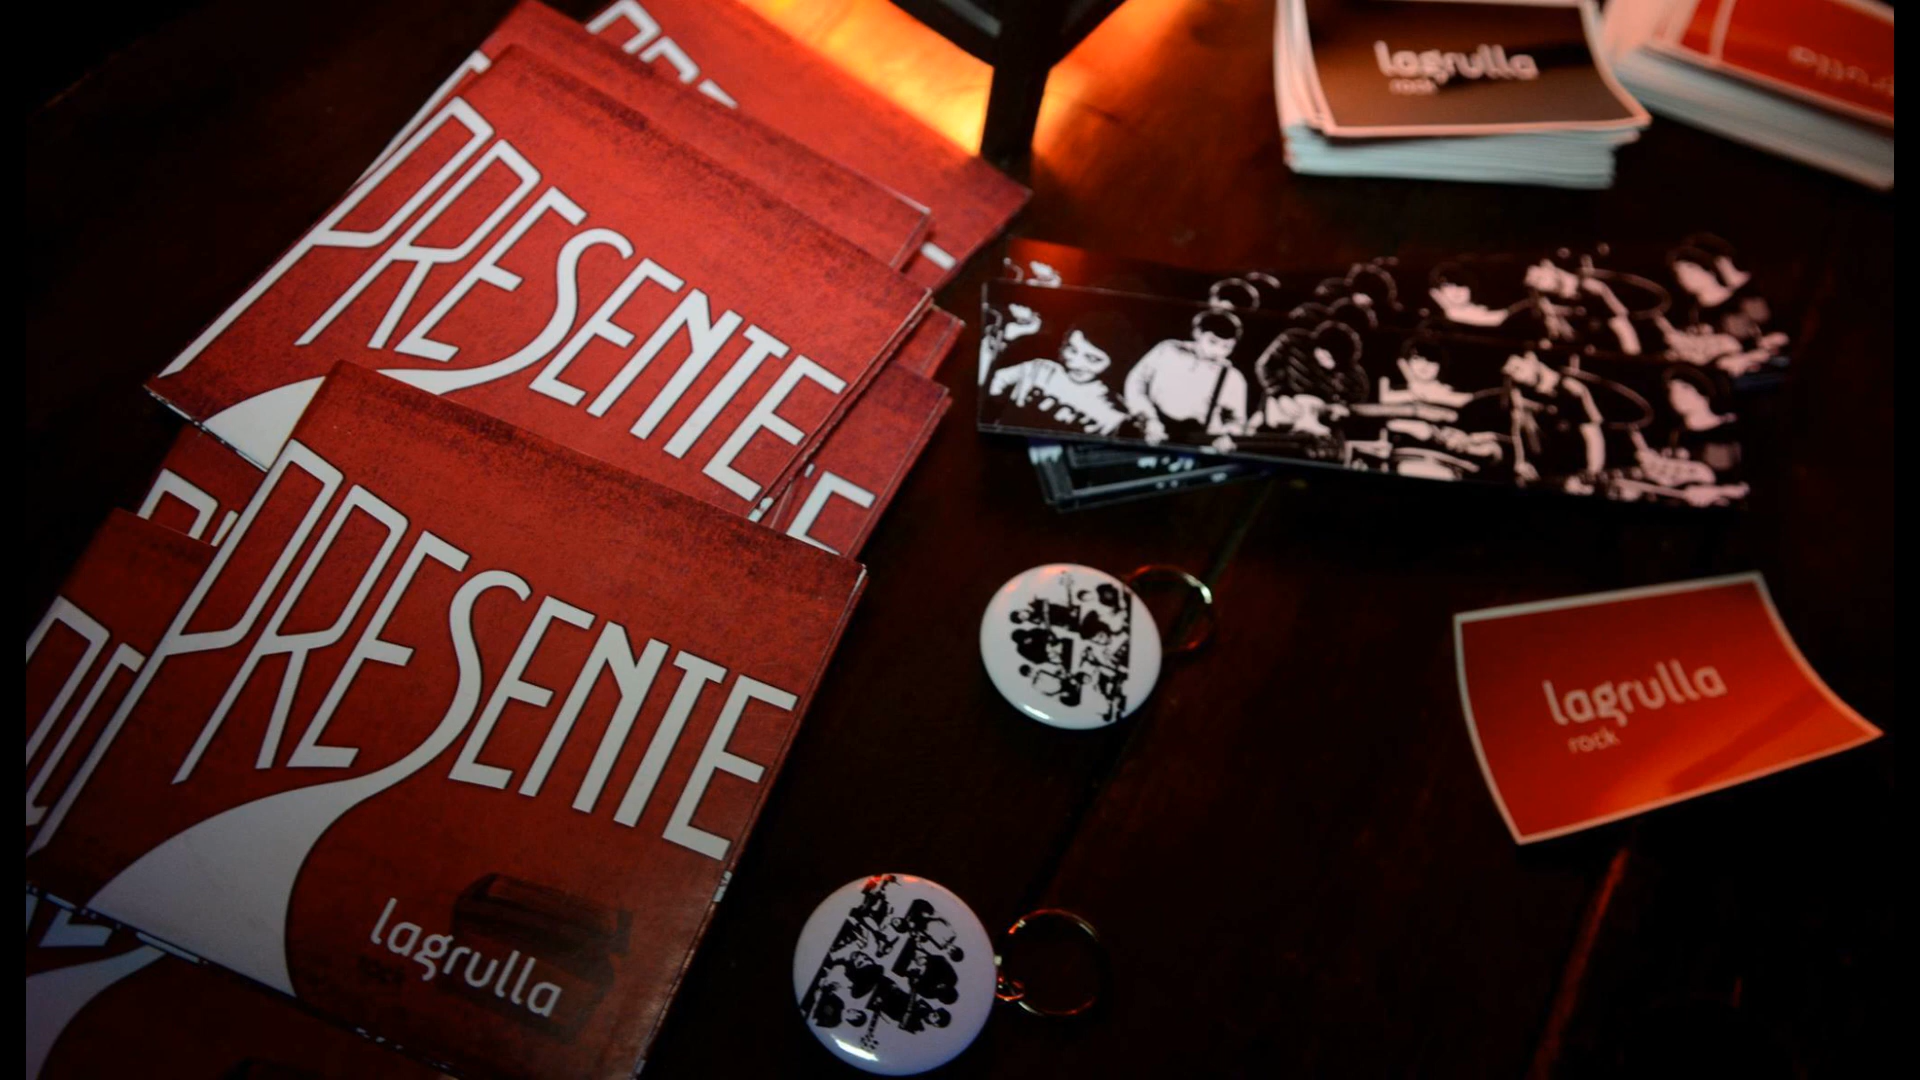 PRESENTE
PRESENTE
lagrulla
lagrulla
rock
lagrulla
rock